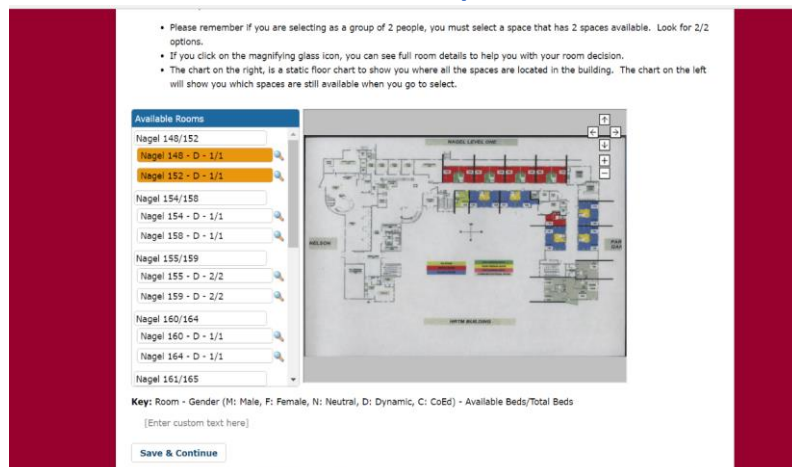 • Please remember if you are selecting as a group of 2 people, you must select a space that has 2 spaces available. Look for 2/2
options.
• If you click on the magnifying glass icon, you can see full room details to help you with your room decision.
• The chart on the right, is a static floor chart to show you where all the spaces are located in the building. The chart on the left
will show you which spaces are still available when you go to select.
Available Rooms
Nagel 148/152
Nagel 148 - D - 1/1
Nagel 152 - D - 1/1
Nagel 154/158
Nagel 154 - D - 1/1
Nagel 158 - D - 1/1
Nagel 155/159
Nagel 155 - D - 2/2
Nagel 159 - D - 2/2
Nagel 160/164
Nagel 160 - D - 1/1
Nagel 164 - D - 1/1
Nagel 161/165
NAGEL LEVEL ONE
NELSON
Key: Room - Gender (M: Male, F: Female, N: Neutral, D: Dynamic, C: CoEd) - Available Beds/Total Beds
[Enter custom text here]
Save & Continue